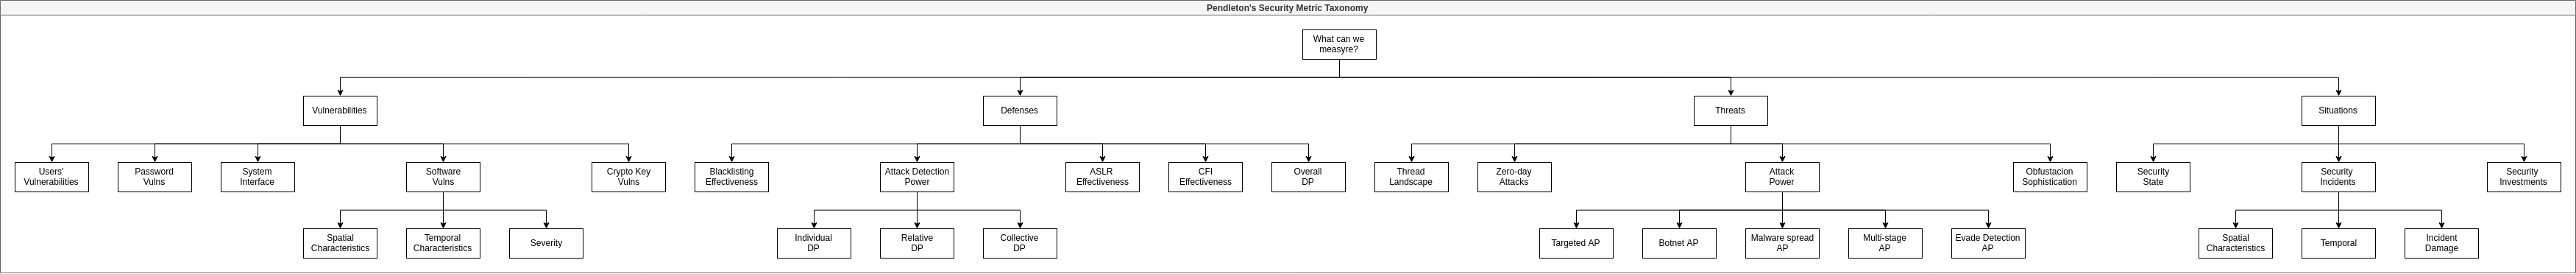 Pendleton's Security Metric Taxonomy
What can we
measyre?
Vulnerabilities
Defenses
Threats
Situations
Users'
Vulnerabilities
Password
Vulns
System
Interface
Software
Vulns
Crypto Key
Vulns
Blacklisting
Effectiveness
Attack Detection
Power
ASLR
Effectiveness
CFI
Effectiveness
Overall
DP
Thread
Landscape
Zero-day
Attacks
Attack
Power
Obfustacion
Sophistication
Security
State
Security
Incidents
Security
Investments
Spatial
Characteristics
Temporal
Characteristics
Severity
Individual
DP
Relative
DP
Collective
DP
Targeted AP
Botnet AP
Malware spread
AP
Multi-stage
AP
Evade Detection
AP
Spatial
Characteristics
Temporal
Incident
Damage